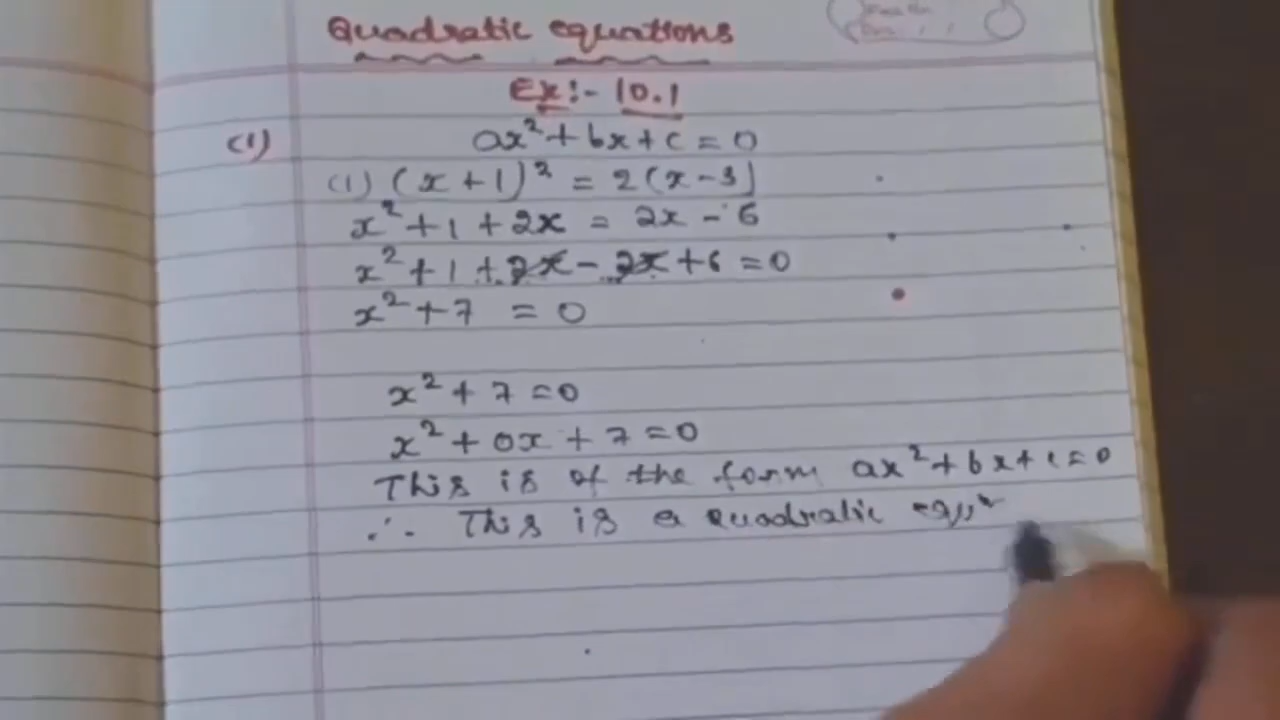 Quadratic equations
Ex:- 10.1
(1) ax² + bx + c = 0
(1) (x + 1)² = 2(x - 3)
x² + 1 + 2x = 2x - 6
x² + 1 + 2x - 2x + 6 = 0
x² + 7 = 0
x² + 7 = 0
x² + 0x + 7 = 0
This is of the form ax² + bx + c = 0
∴ This is a quadratic